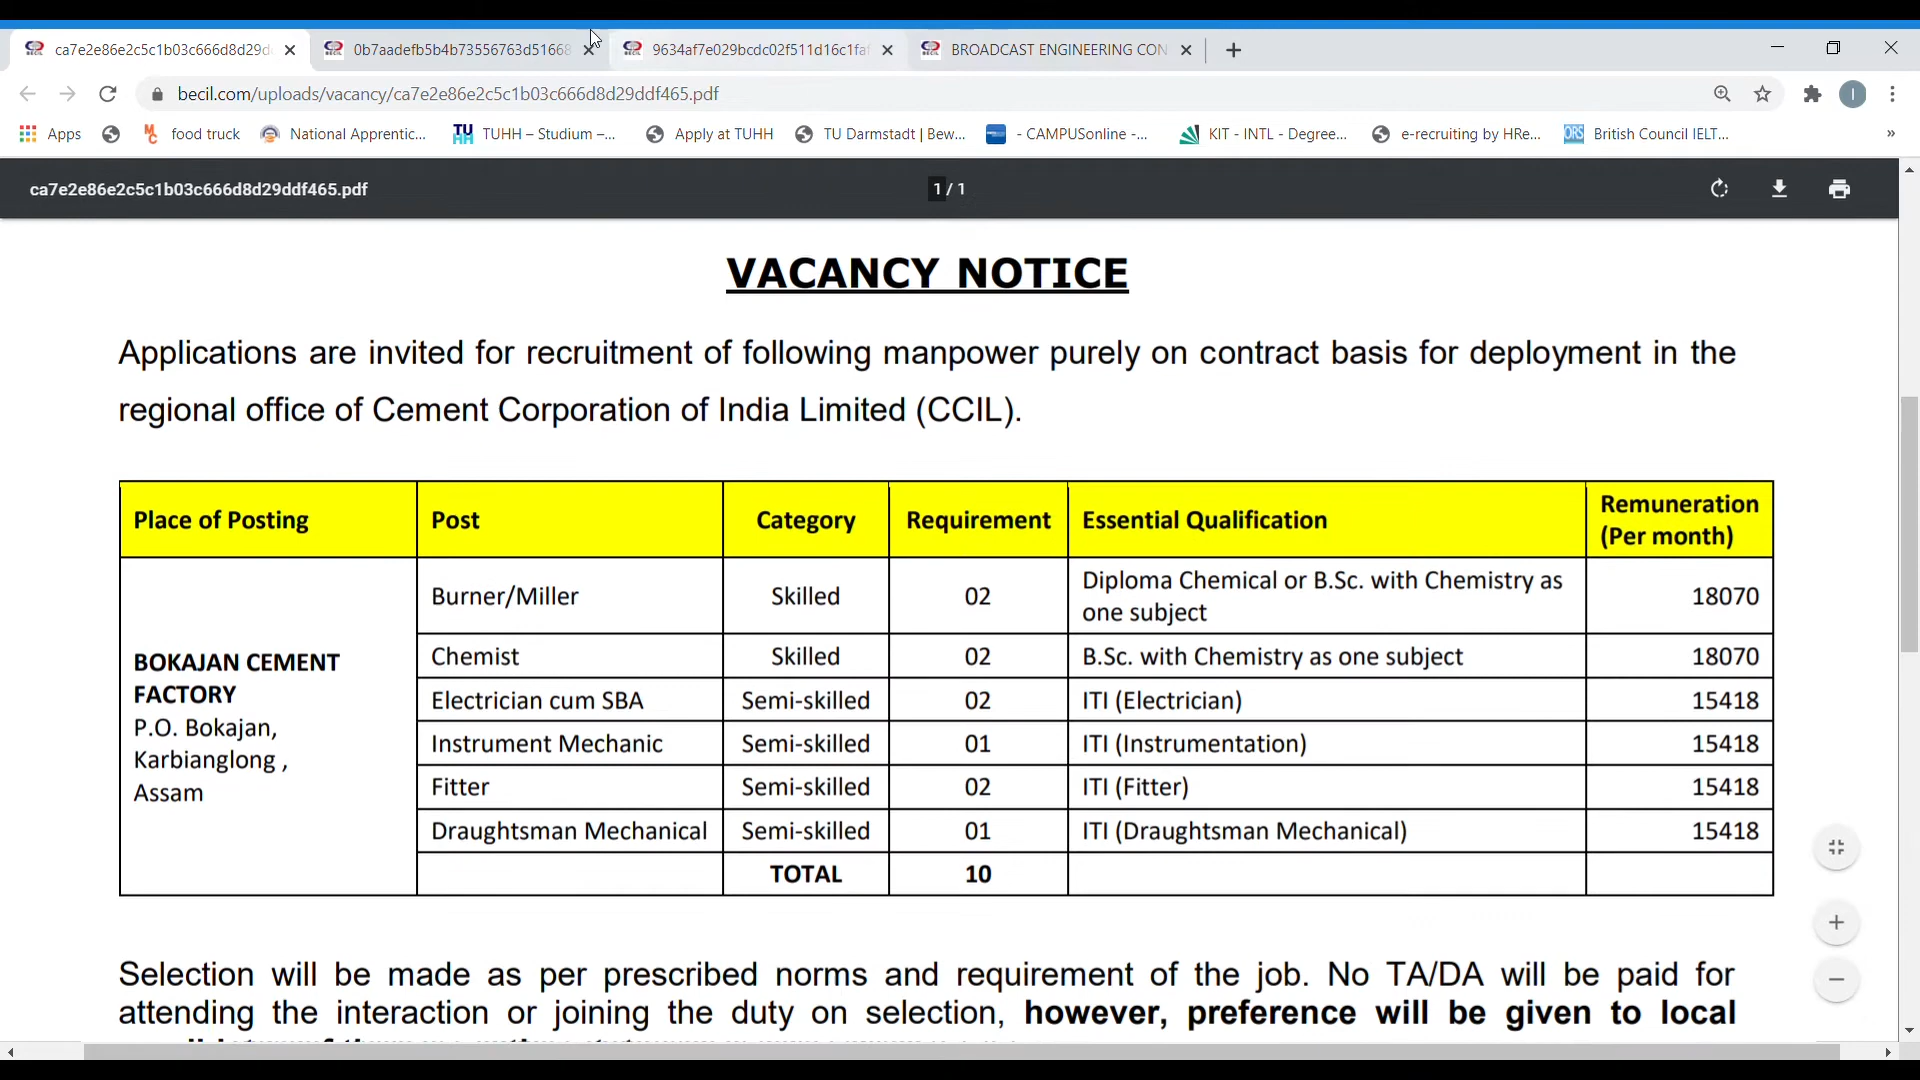 ca7e2e86e2c5c1b03c666d8d29d
0b7aadefb5b4b73556763d51668
9634af7e029bcdc02f511d16c1faf
BROADCAST ENGINEERING CON
becil.com/uploads/vacancy/ca7e2e86e2c5c1b03c666d8d29ddf465.pdf
I
Apps
food truck
National Apprentic...
TUHH – Studium –...
Apply at TUHH
TU Darmstadt | Bew...
- CAMPUSonline -...
KIT - INTL - Degree...
e-recruiting by HRe...
British Council IELT...
»
ca7e2e86e2c5c1b03c666d8d29ddf465.pdf
1 / 1
VACANCY NOTICE
Applications are invited for recruitment of following manpower purely on contract basis for deployment in the
regional office of Cement Corporation of India Limited (CCIL).
Place of Posting Post Category Requirement Essential Qualification Remuneration (Per month)
BOKAJAN CEMENT
FACTORY
P.O. Bokajan,
Karbianglong ,
Assam
Burner/Miller Skilled 02 Diploma Chemical or B.Sc. with Chemistry as one subject 18070
Chemist Skilled 02 B.Sc. with Chemistry as one subject 18070
Electrician cum SBA Semi-skilled 02 ITI (Electrician) 15418
Instrument Mechanic Semi-skilled 01 ITI (Instrumentation) 15418
Fitter Semi-skilled 02 ITI (Fitter) 15418
Draughtsman Mechanical Semi-skilled 01 ITI (Draughtsman Mechanical) 15418
TOTAL 10
Selection will be made as per prescribed norms and requirement of the job. No TA/DA will be paid for
attending the interaction or joining the duty on selection, however, preference will be given to local